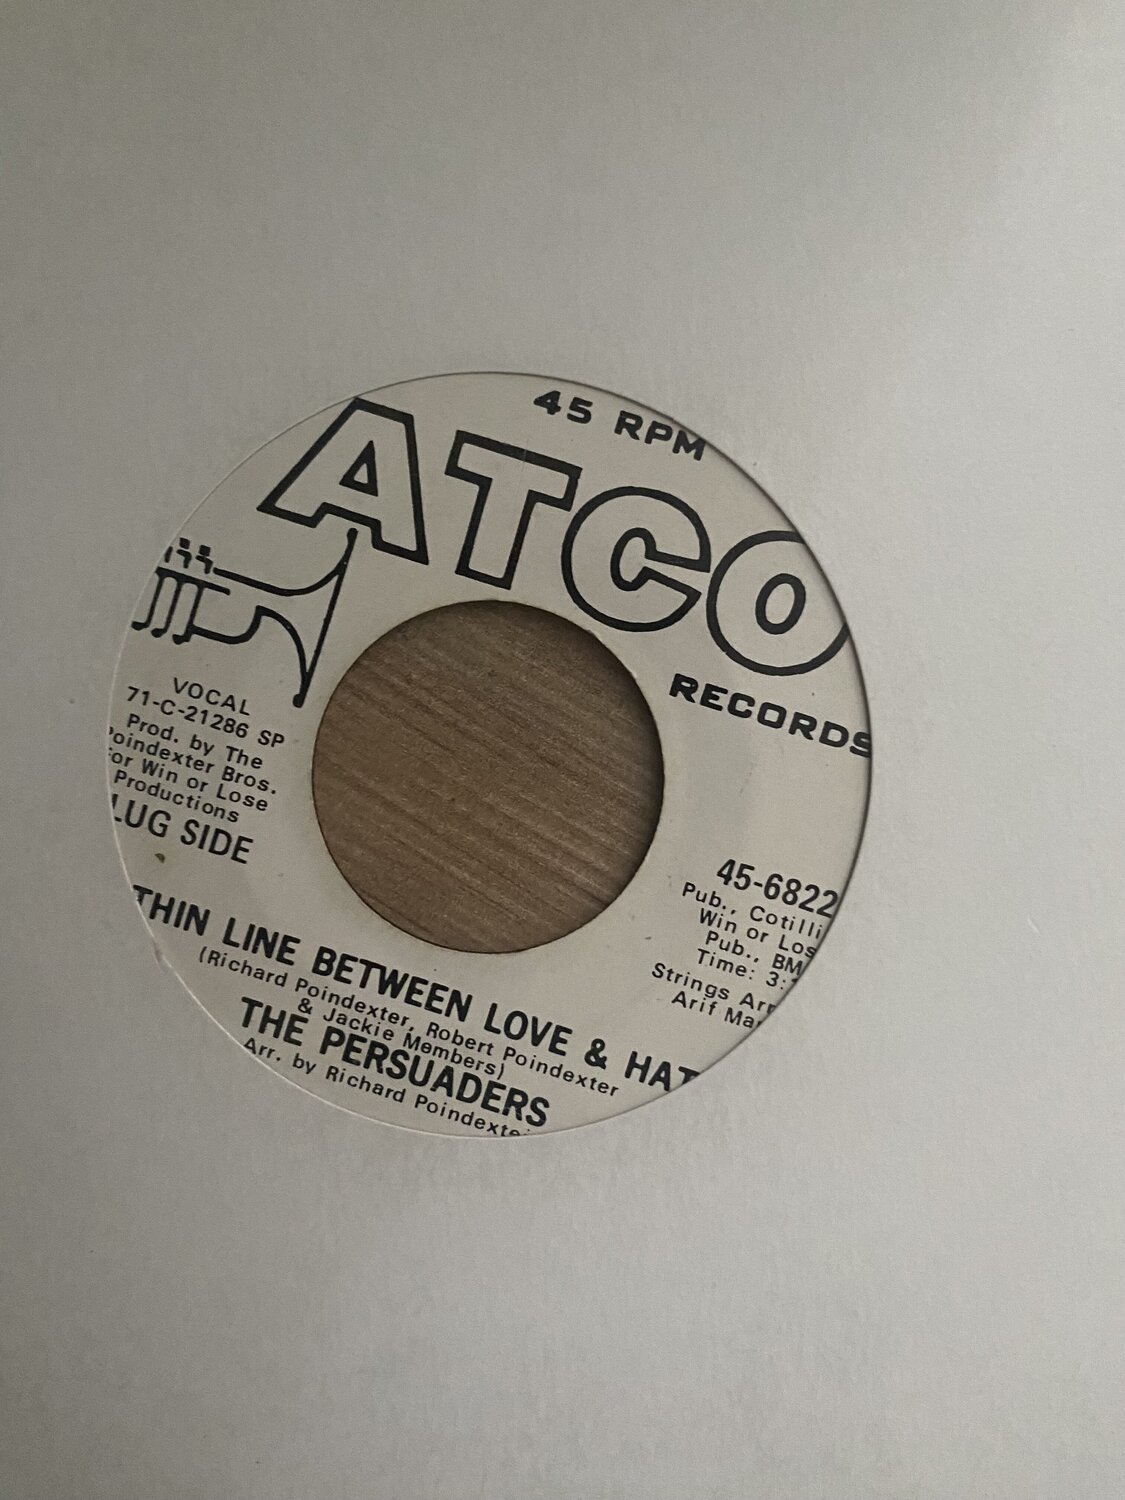 45 RPM
ATCO
RECORDS
VOCAL
71-C-21286 SP
Prod. by The
Poindexter Bros.
For Win or Lose
Productions
LUG SIDE
45-6822
Pub., Cotilli
Win or Los
Pub., BM
Time: 3:
Strings Arr
Arif Ma
THIN LINE BETWEEN LOVE & HAT
(Richard Poindexter, Robert Poindexter
& Jackie Members)
THE PERSUADERS
Arr. by Richard Poindexte